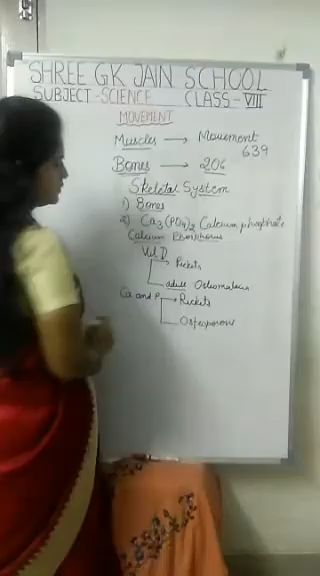 SHREE GK JAIN SCHOOL
SUBJECT-SCIENCE CLASS-VIII
MOVEMENT
Muscles → Movement
639
Bones → 206
Skeletal System
1) Bones
2) Ca3(PO4)2 Calcium phosphate
Calcium Phosphorus
Vit D
Rickets
adult Osteomalacia
Ca and P → Rickets
Osteoporosis